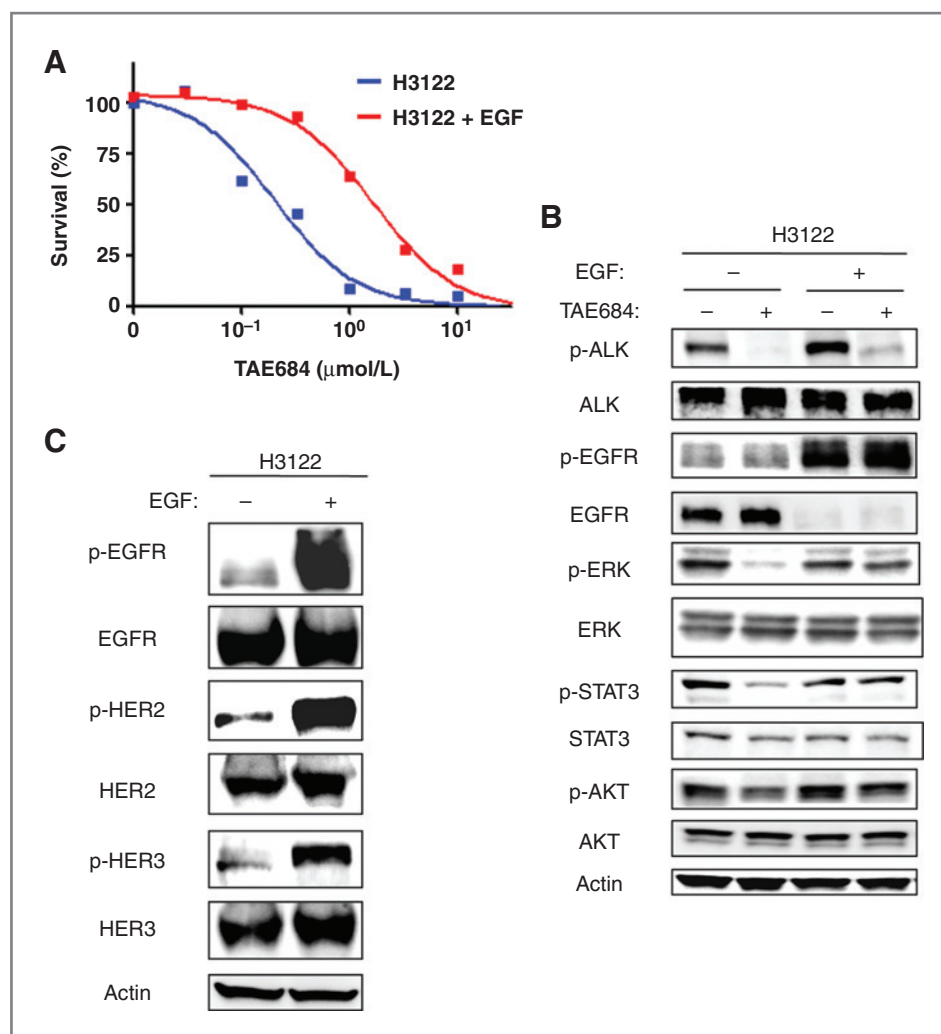 A
H3122
H3122 + EGF
Survival (%)
100
75
50
25
0
0
10⁻¹
10⁰
10¹
TAE684 (μmol/L)
B
H3122
EGF:
–
+
TAE684:
– + – +
p-ALK
ALK
p-EGFR
EGFR
p-ERK
ERK
p-STAT3
STAT3
p-AKT
AKT
Actin
C
H3122
EGF: – +
p-EGFR
EGFR
p-HER2
HER2
p-HER3
HER3
Actin